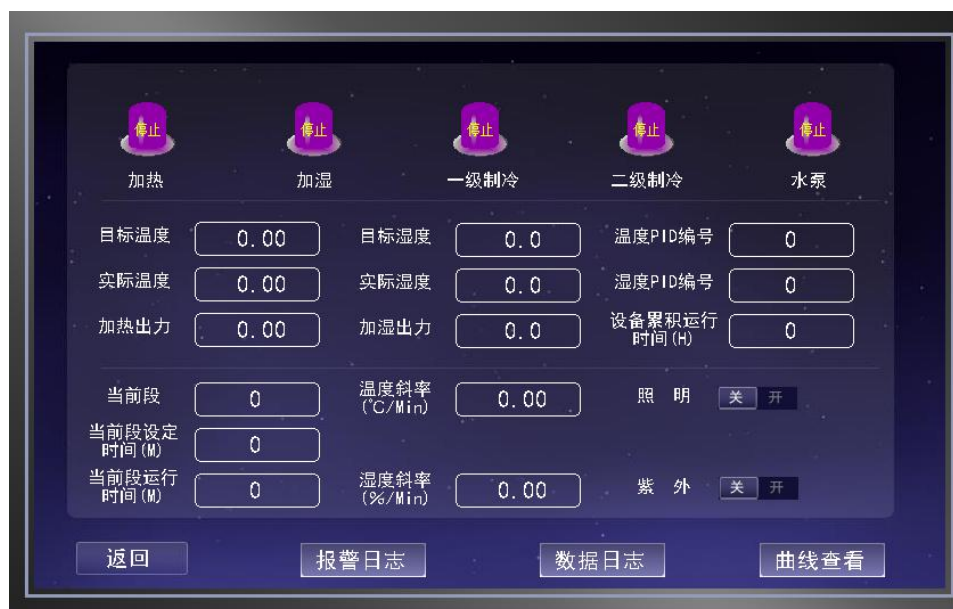 停止 停止 停止 停止 停止
加热 加湿 一级制冷 二级制冷 水泵
目标温度 0.00 目标湿度 0.0 温度PID编号 0
实际温度 0.00 实际湿度 0.0 湿度PID编号 0
加热出力 0.00 加湿出力 0.0 设备累积运行
时间(H) 0
当前段 0 温度斜率
(℃/Min) 0.00 照 明 关 开
当前段设定
时间(M) 0
当前段运行
时间(M) 0 湿度斜率
(%/Min) 0.00 紫 外 关 开
返回 报警日志 数据日志 曲线查看